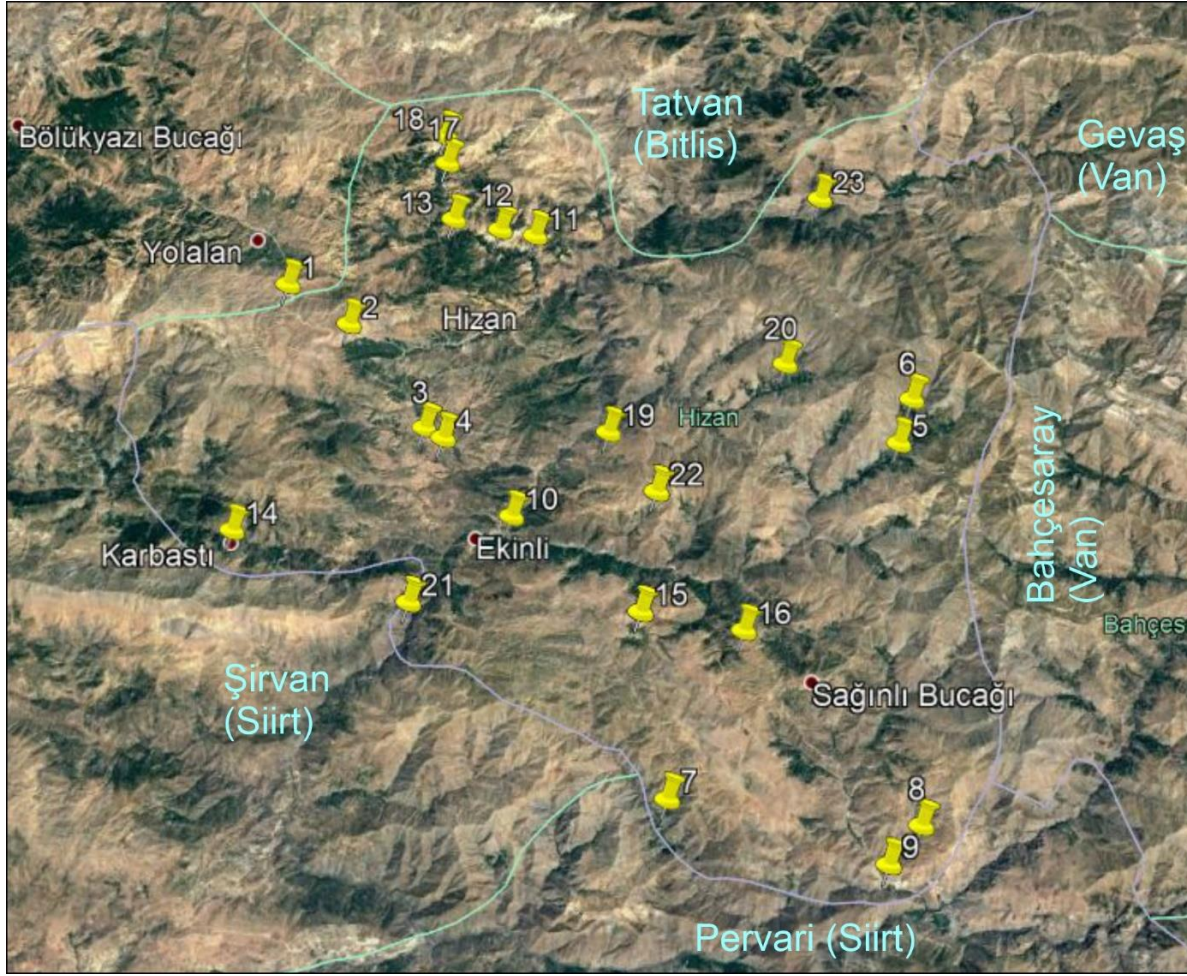 Tatvan
(Bitlis)
Gevaş
(Van)
Bölükyazı Bucağı
18
17
23
13
12
11
Yolalan
1
2
Hizan
20
6
3
4
19
Hizan
5
22
Bahçesaray
(Van)
10
14
Karbastı
Ekinli
21
15
16
Bahçes
Şirvan
(Siirt)
Sağınlı Bucağı
7
8
9
Pervari (Siirt)